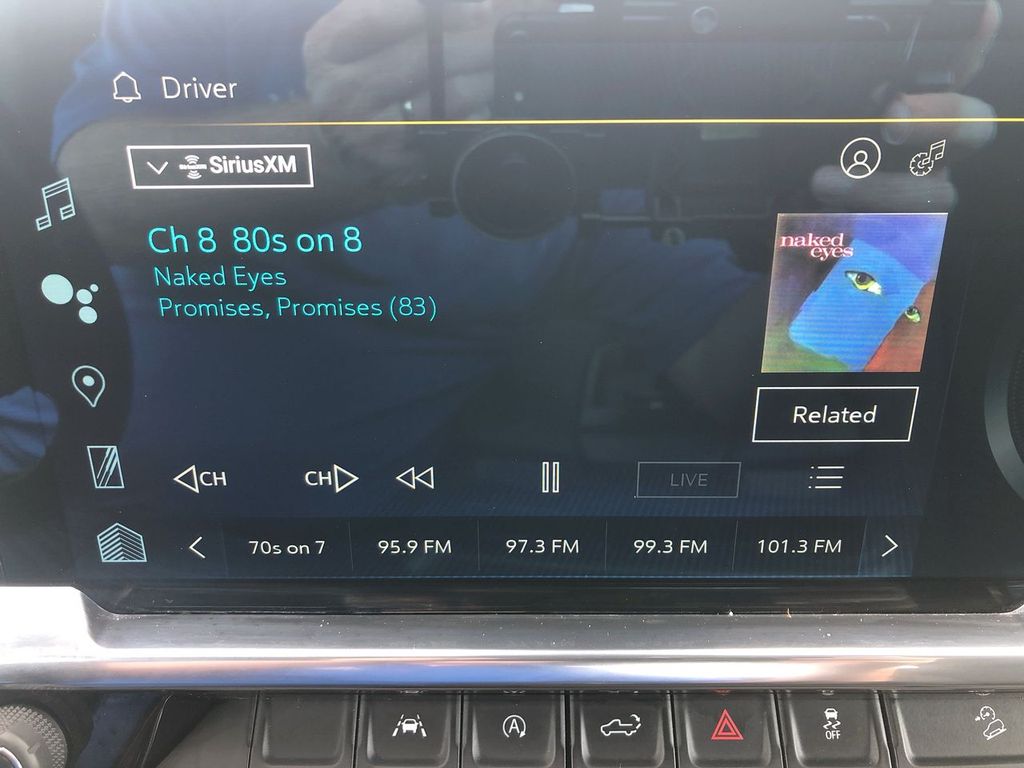 Driver
SiriusXM
Ch 8 80s on 8
Naked Eyes
Promises, Promises (83)
naked
eyes
Related
CH
CH
LIVE
70s on 7
95.9 FM
97.3 FM
99.3 FM
101.3 FM
A
OFF